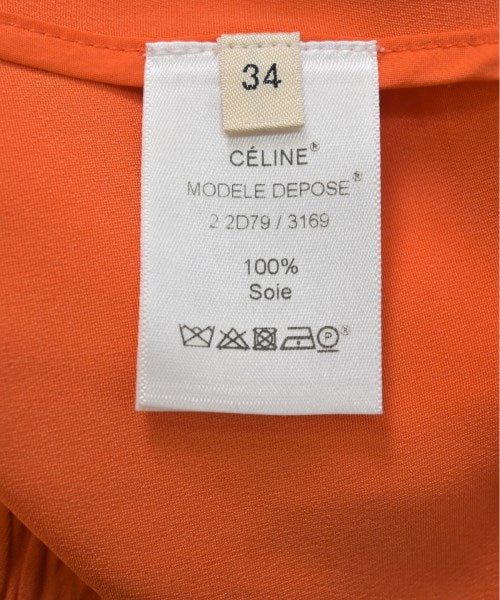 34
CÉLINE®
MODELE DEPOSE®
2 2D79 / 3169
100%
Soie
P®